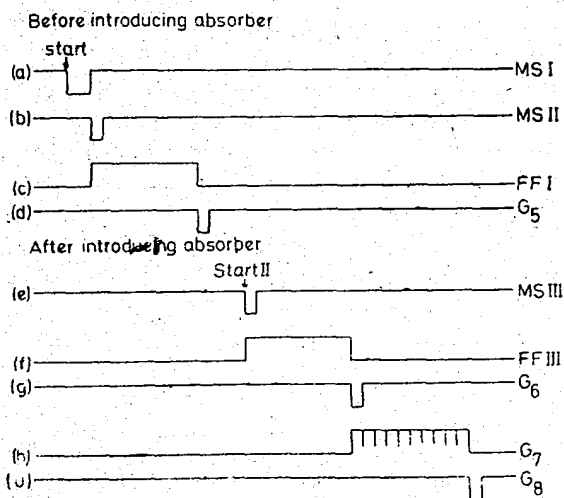 Before introducing absorber
start
(a) MS I
(b) MS II
(c) FF I
(d) G5
After introducing absorber
Start II
(e) MS III
(f) FF III
(g) G6
(h) G7
G8